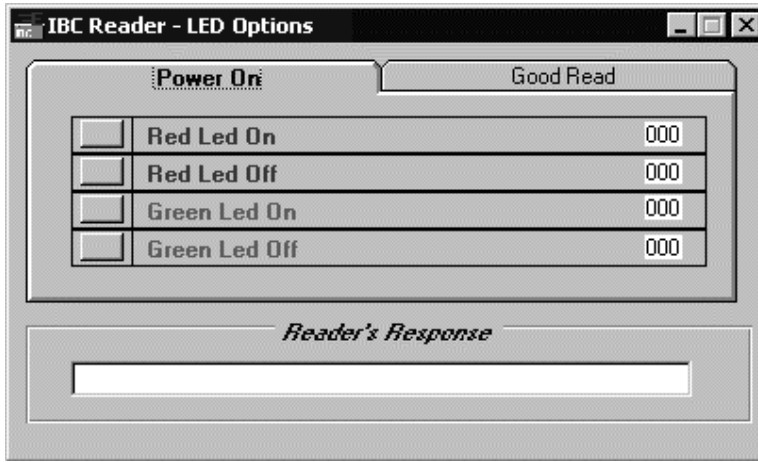 IBC Reader - LED Options
Power On
Good Read
Red Led On 000
Red Led Off 000
Green Led On 000
Green Led Off 000
Reader's Response